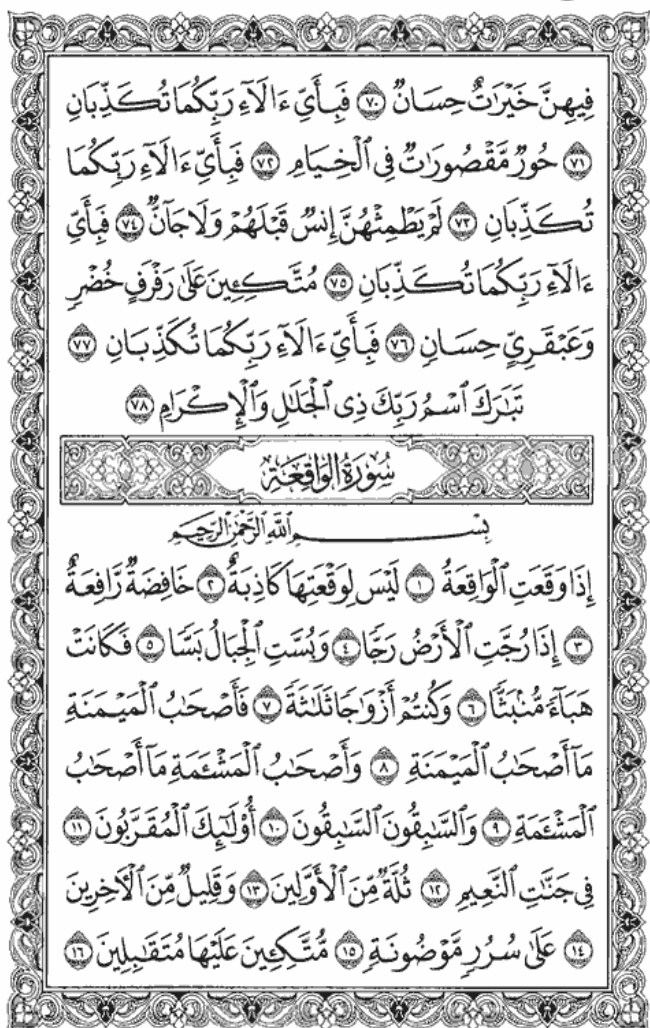 فِيهِنَّ خَيْرَٰتٌ حِسَانٌ ٧٠ فَبِأَيِّ ءَالَآءِ رَبِّكُمَا تُكَذِّبَانِ
٧١ حُورٌ مَّقْصُورَٰتٌ فِى ٱلْخِيَامِ ٧٢ فَبِأَيِّ ءَالَآءِ رَبِّكُمَا
تُكَذِّبَانِ ٧٣ لَمْ يَطْمِثْهُنَّ إِنسٌ قَبْلَهُمْ وَلَا جَآنٌّ ٧٤ فَبِأَيِّ
ءَالَآءِ رَبِّكُمَا تُكَذِّبَانِ ٧٥ مُتَّكِـِٔينَ عَلَىٰ رَفْرَفٍ خُضْرٍ
وَعَبْقَرِىٍّ حِسَانٍ ٧٦ فَبِأَيِّ ءَالَآءِ رَبِّكُمَا تُكَذِّبَانِ ٧٧
تَبَٰرَكَ ٱسْمُ رَبِّكَ ذِى ٱلْجَلَٰلِ وَٱلْإِكْرَامِ ٧٨
سُورَةُ الوَاقِعَةِ
بِسْمِ ٱللَّهِ ٱلرَّحْمَٰنِ ٱلرَّحِيمِ
إِذَا وَقَعَتِ ٱلْوَاقِعَةُ ١ لَيْسَ لِوَقْعَتِهَا كَاذِبَةٌ ٢ خَافِضَةٌ رَّافِعَةٌ
٣ إِذَا رُجَّتِ ٱلْأَرْضُ رَجًّا ٤ وَبُسَّتِ ٱلْجِبَالُ بَسًّا ٥ فَكَانَتْ
هَبَآءً مُّنۢبَثًّا ٦ وَكُنتُمْ أَزْوَٰجًا ثَلَٰثَةً ٧ فَأَصْحَٰبُ ٱلْمَيْمَنَةِ
مَآ أَصْحَٰبُ ٱلْمَيْمَنَةِ ٨ وَأَصْحَٰبُ ٱلْمَشْـَٔمَةِ مَآ أَصْحَٰبُ
ٱلْمَشْـَٔمَةِ ٩ وَٱلسَّٰبِقُونَ ٱلسَّٰبِقُونَ ١٠ أُو۟لَٰٓئِكَ ٱلْمُقَرَّبُونَ ١١
فِى جَنَّٰتِ ٱلنَّعِيمِ ١٢ ثُلَّةٌ مِّنَ ٱلْأَوَّلِينَ ١٣ وَقَلِيلٌ مِّنَ ٱلْـَٔاخِرِينَ
١٤ عَلَىٰ سُرُرٍ مَّوْضُونَةٍ ١٥ مُّتَّكِـِٔينَ عَلَيْهَا مُتَقَٰبِلِينَ ١٦